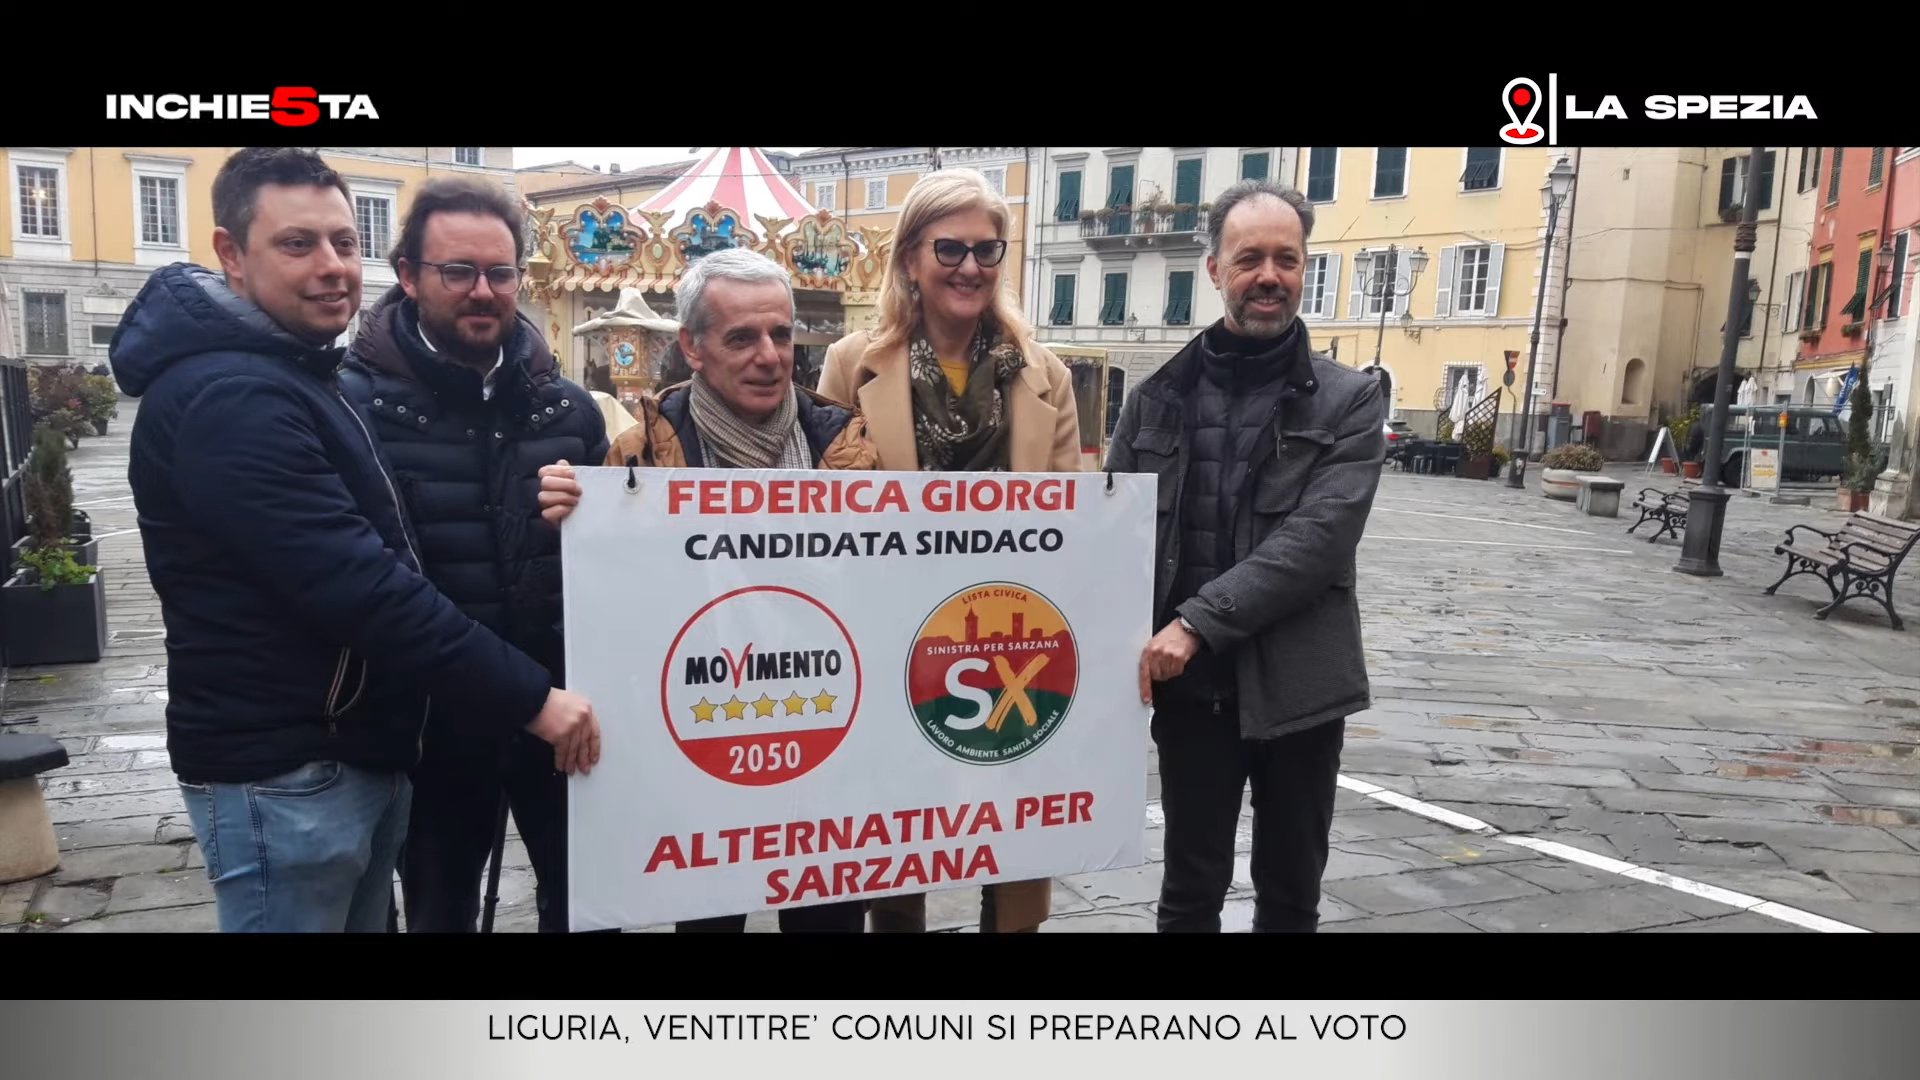 INCHIE5TA
LA SPEZIA
FEDERICA GIORGI
CANDIDATA SINDACO
MOVIMENTO
2050
LISTA CIVICA
SINISTRA PER SARZANA
SX
LAVORO AMBIENTE SANITÀ SOCIALE
ALTERNATIVA PER
SARZANA
LIGURIA, VENTITRE’ COMUNI SI PREPARANO AL VOTO